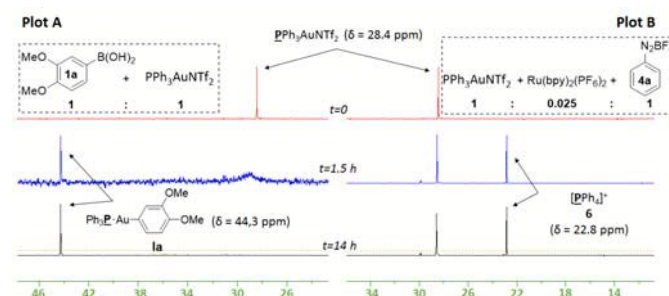 Plot A
Plot B
PPh3AuNTf2 (δ = 28.4 ppm)
B(OH)2
MeO
1a
MeO
+
PPh3AuNTf2
1 : 1
N2BF
4a
PPh3AuNTf2 + Ru(bpy)2(PF6)2 +
1 : 0.025 : 1
t=0
t=1.5 h
t=14 h
OMe
Ph3P-Au
OMe
(δ = 44,3 ppm)
Ia
[PPh4]+
6
(δ = 22.8 ppm)
46 42 38 34 30 26
34 30 26 22 18 14